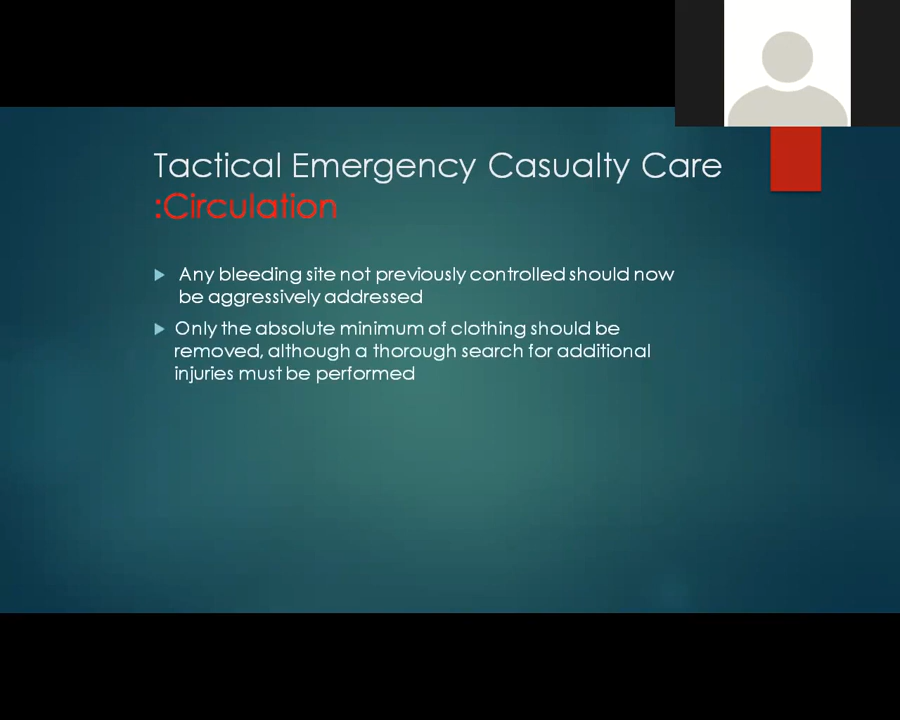 Tactical Emergency Casualty Care
:Circulation
Any bleeding site not previously controlled should now
be aggressively addressed
Only the absolute minimum of clothing should be
removed, although a thorough search for additional
injuries must be performed